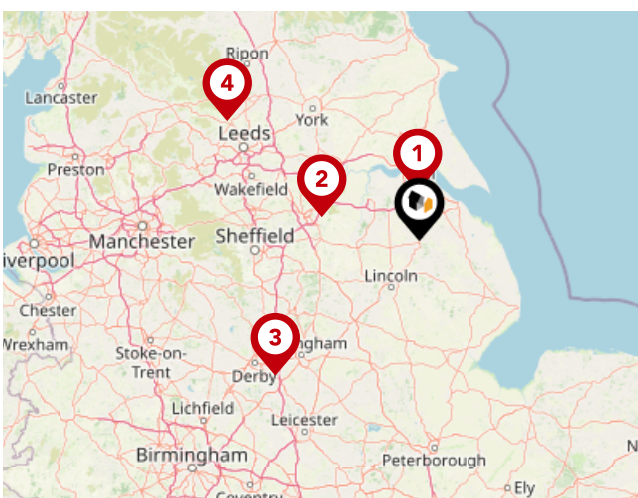 Ripon
4
Lancaster
York
Leeds
1
Preston
Wakefield
2
Manchester
Sheffield
iverpool
Lincoln
Chester
3
Wrexham
ngham
Stoke-on-
Trent
Derby
Lichfield
Leicester
Birmingham
Peterborough
N
Coventry
Ely